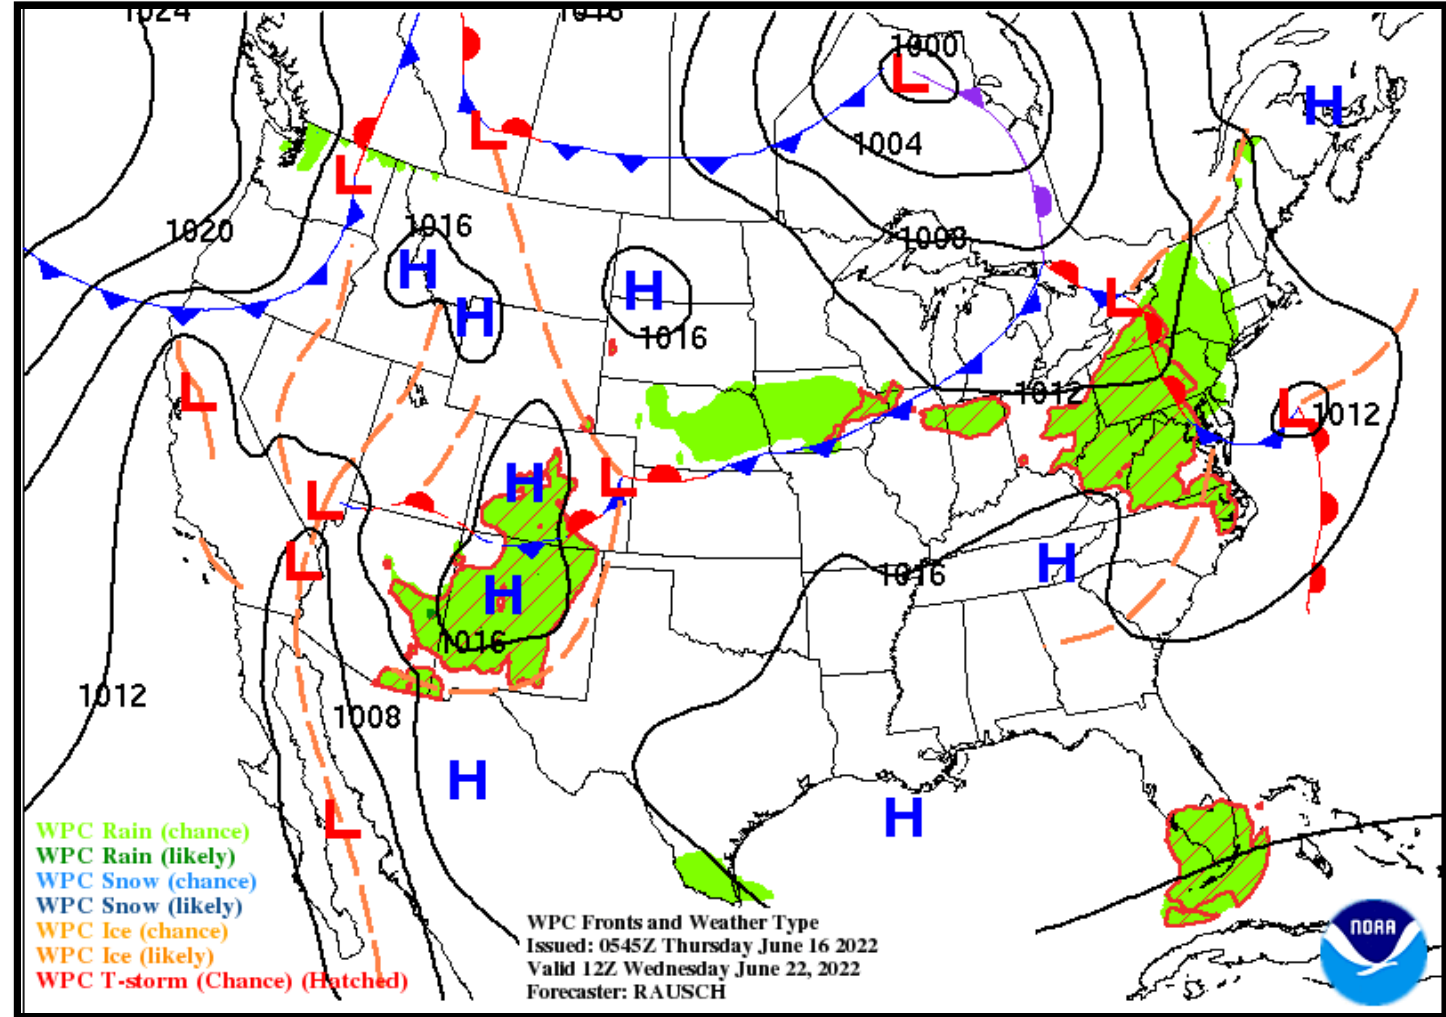 1024
1016
1000
H
L
L
1004
L
1020
1016
1008
H
H
H
L
1016
L
1012
L
1012
H
L
L
L
H
1016
H
1016
1012
1008
H
L
H
WPC Rain (chance)
WPC Rain (likely)
WPC Snow (chance)
WPC Snow (likely)
WPC Ice (chance)
WPC Ice (likely)
WPC T-storm (Chance) (Hatched)
WPC Fronts and Weather Type
Issued: 0545Z Thursday June 16 2022
Valid 12Z Wednesday June 22, 2022
Forecaster: RAUSCH
NOAA